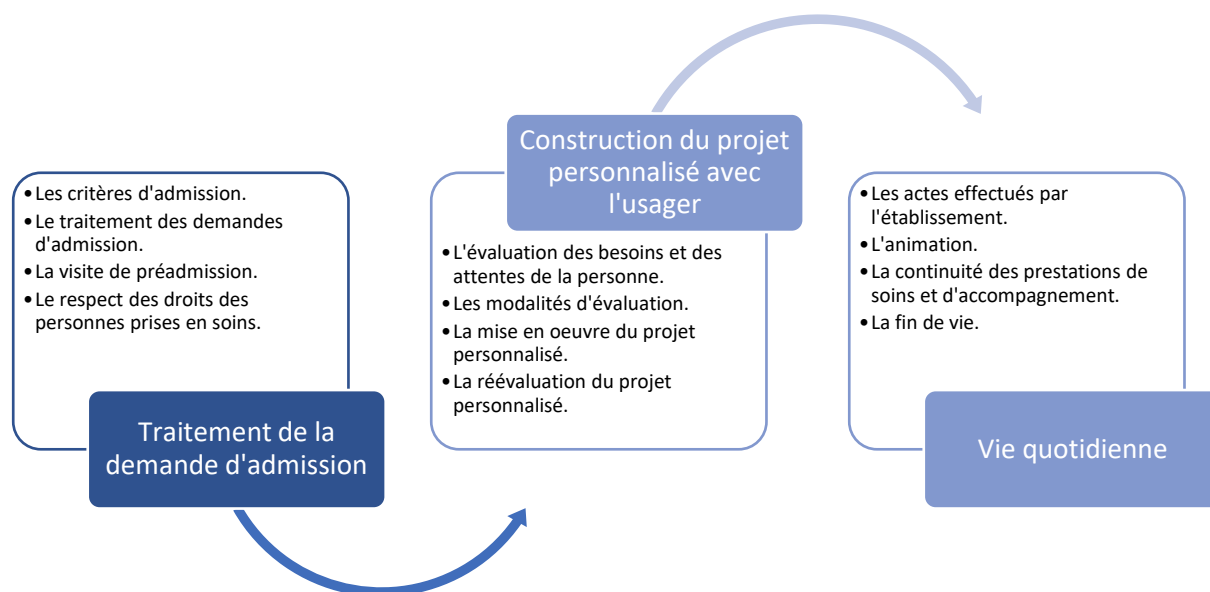 • Les critères d'admission.
• Le traitement des demandes
d'admission.
• La visite de préadmission.
• Le respect des droits des
personnes prises en soins.
Traitement de la
demande d'admission
Construction du projet
personnalisé avec
l'usager
• L'évaluation des besoins et des
attentes de la personne.
• Les modalités d'évaluation.
• La mise en oeuvre du projet
personnalisé.
• La réévaluation du projet
personnalisé.
• Les actes effectués par
l'établissement.
• L'animation.
• La continuité des prestations de
soins et d'accompagnement.
• La fin de vie.
Vie quotidienne